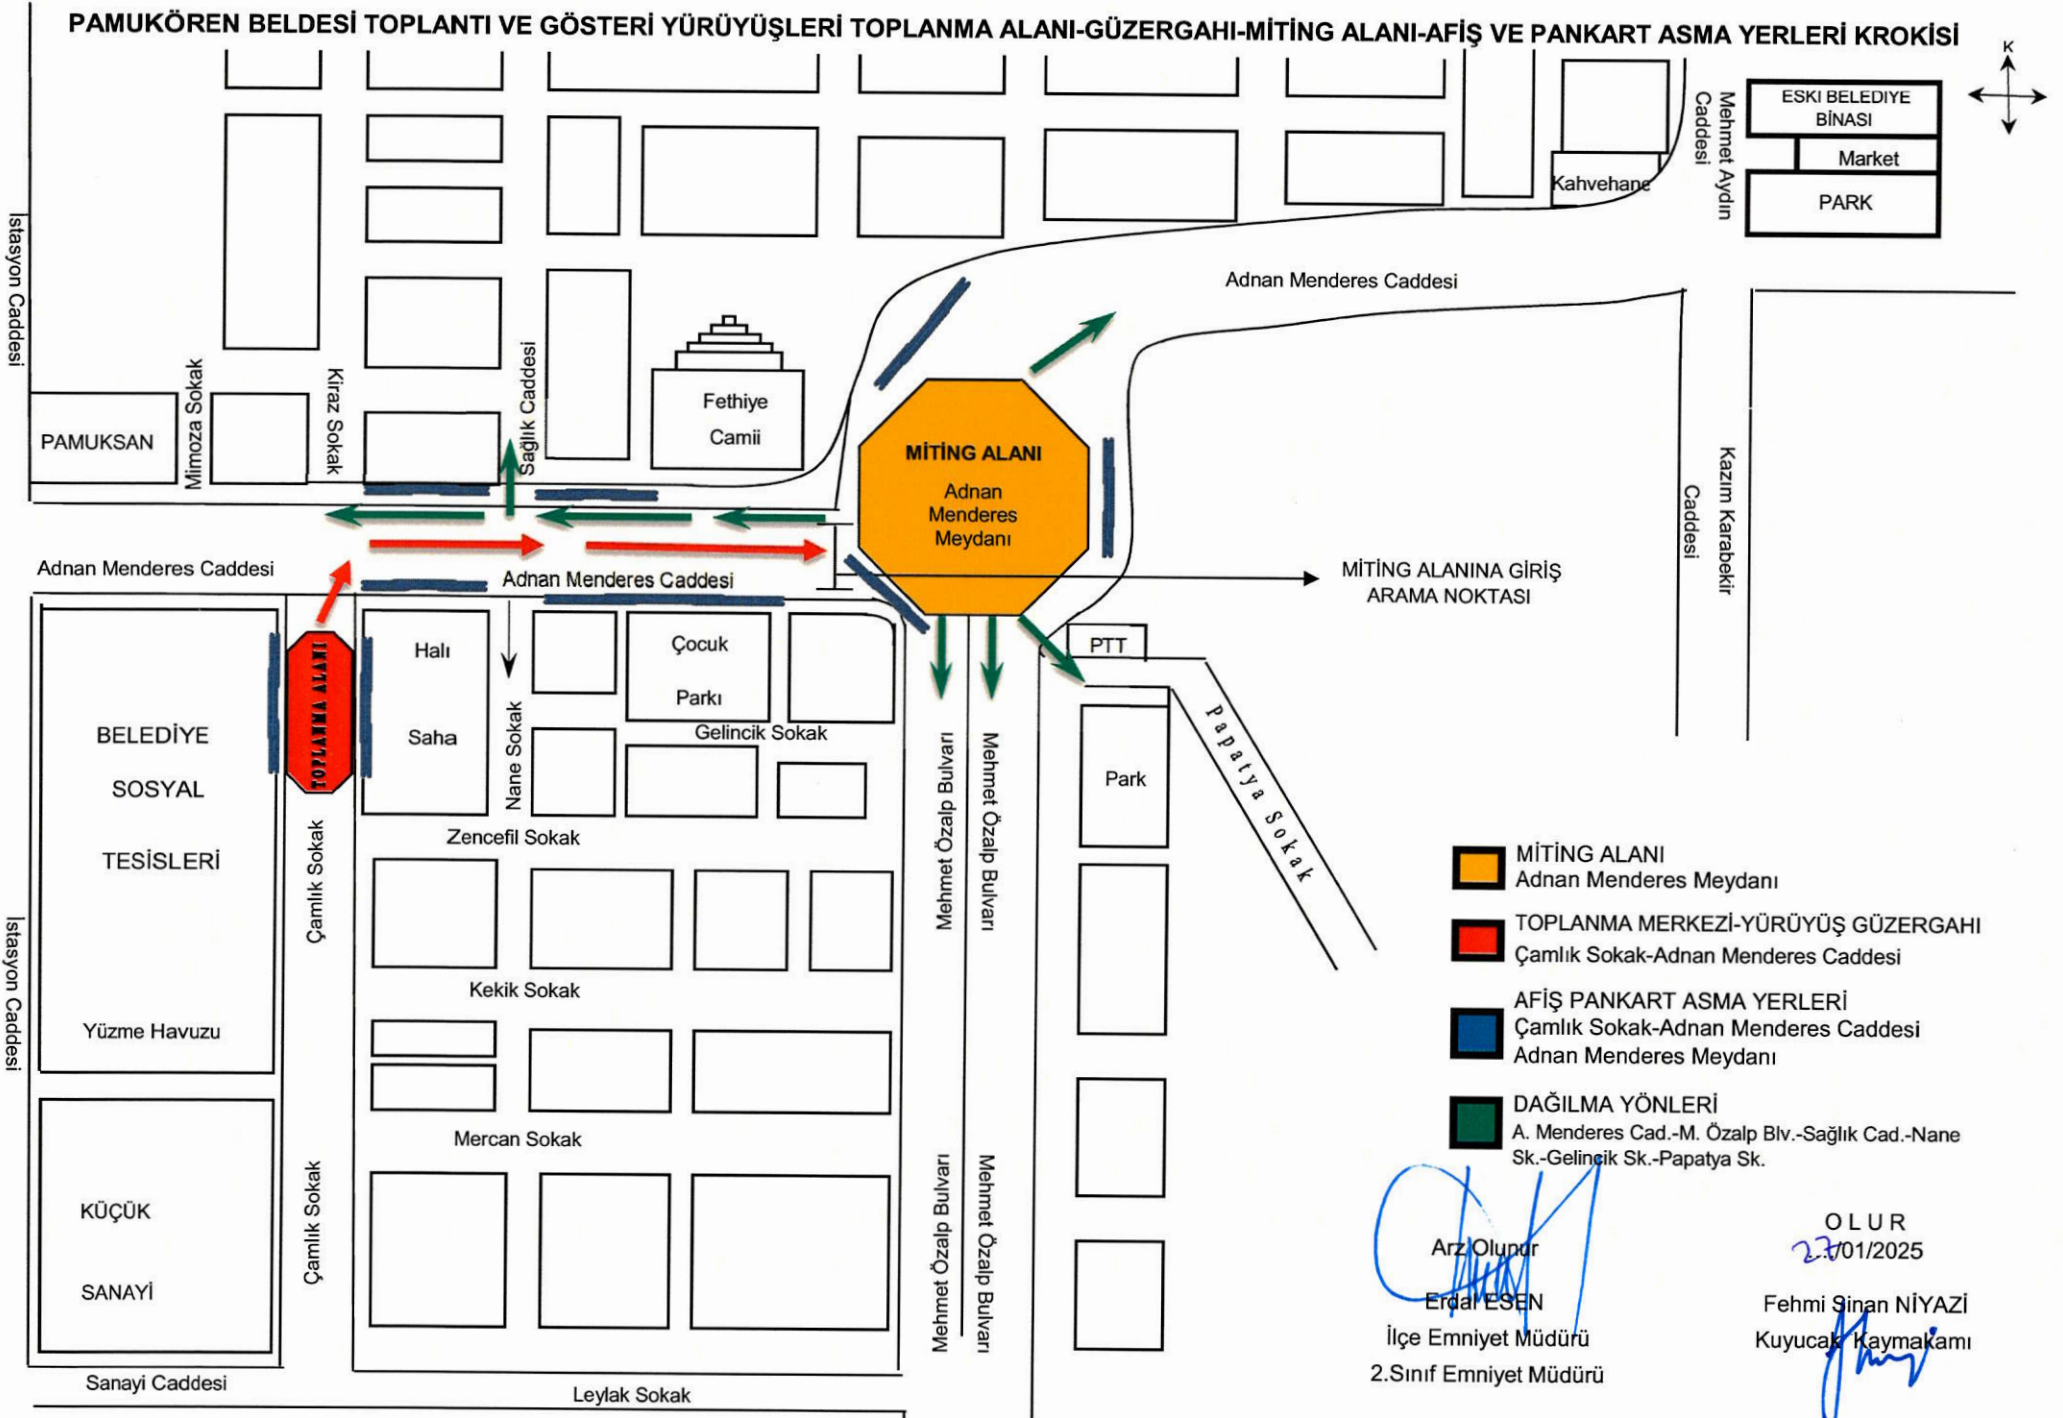 PAMUKÖREN BELDESİ TOPLANTI VE GÖSTERİ YÜRÜYÜŞLERİ TOPLANMA ALANI-GÜZERGAHI-MİTİNG ALANI-AFİŞ VE PANKART ASMA YERLERİ KROKİSİ
K
ESKI BELEDIYE
BİNASI
Market
PARK
Mehmet Aydın
Caddesi
Kahvehane
İstasyon Caddesi
Adnan Menderes Caddesi
PAMUKSAN
Mimoza Sokak
Kiraz Sokak
Sağlık Caddesi
Fethiye
Camii
MİTİNG ALANI
Adnan
Menderes
Meydanı
Kazım Karabekir
Caddesi
Adnan Menderes Caddesi
Adnan Menderes Caddesi
MİTİNG ALANINA GİRİŞ
ARAMA NOKTASI
TOPLANMA ALANI
Halı
Saha
Nane Sokak
Çocuk
Parkı
Gelincik Sokak
PTT
Park
Papatya Sokak
BELEDİYE
SOSYAL
TESİSLERİ
Yüzme Havuzu
Çamlık Sokak
Zencefil Sokak
Mehmet Özalp Bulvarı
Mehmet Özalp Bulvarı
Kekik Sokak
İstasyon Caddesi
Mercan Sokak
KÜÇÜK
SANAYİ
Çamlık Sokak
Mehmet Özalp Bulvarı
Mehmet Özalp Bulvarı
Sanayi Caddesi
Leylak Sokak
MİTİNG ALANI
Adnan Menderes Meydanı
TOPLANMA MERKEZİ-YÜRÜYÜŞ GÜZERGAHI
Çamlık Sokak-Adnan Menderes Caddesi
AFİŞ PANKART ASMA YERLERİ
Çamlık Sokak-Adnan Menderes Caddesi
Adnan Menderes Meydanı
DAĞILMA YÖNLERİ
A. Menderes Cad.-M. Özalp Blv.-Sağlık Cad.-Nane
Sk.-Gelincik Sk.-Papatya Sk.
Arz Olunur
Erdal ESEN
İlçe Emniyet Müdürü
2.Sınıf Emniyet Müdürü
O L U R
27/01/2025
Fehmi Sinan NİYAZİ
Kuyucak Kaymakamı